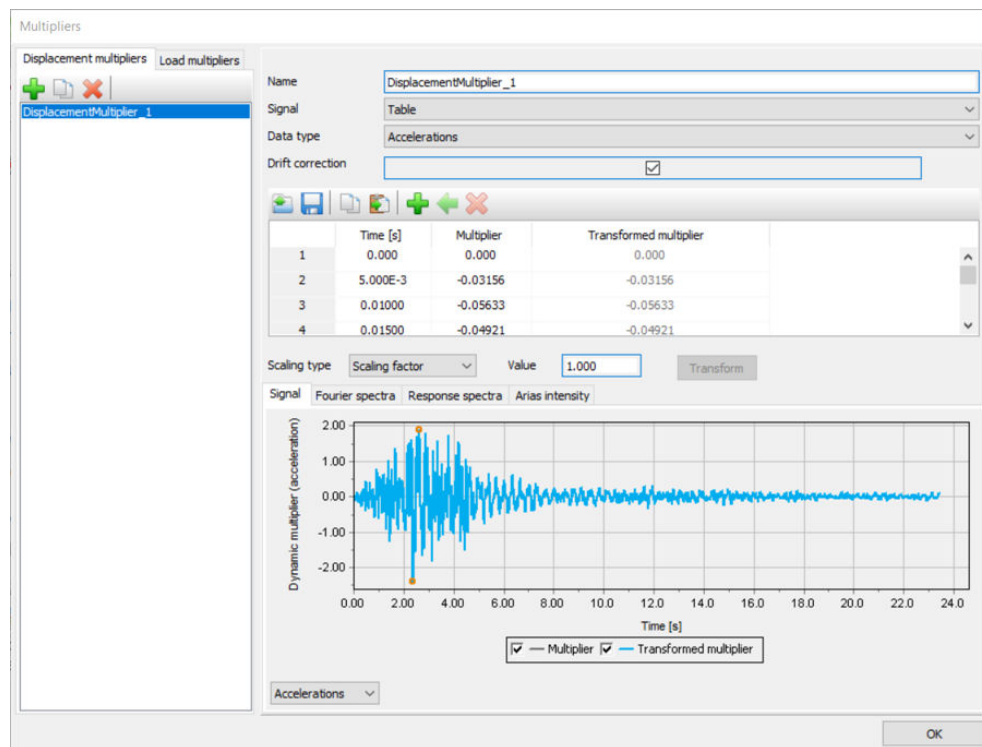 Multipliers
Displacement multipliers Load multipliers
DisplacementMultiplier_1
Name DisplacementMultiplier_1
Signal Table
Data type Accelerations
Drift correction
Time [s] Multiplier Transformed multiplier
1 0.000 0.000 0.000
2 5.000E-3 -0.03156 -0.03156
3 0.01000 -0.05633 -0.05633
4 0.01500 -0.04921 -0.04921
Scaling type Scaling factor Value 1.000 Transform
Signal Fourier spectra Response spectra Arias intensity
Dynamic multiplier (acceleration)
2.00
1.00
0.00
-1.00
-2.00
0.00 2.00 4.00 6.00 8.00 10.0 12.0 14.0 16.0 18.0 20.0 22.0 24.0
Time [s]
Multiplier Transformed multiplier
Accelerations
OK